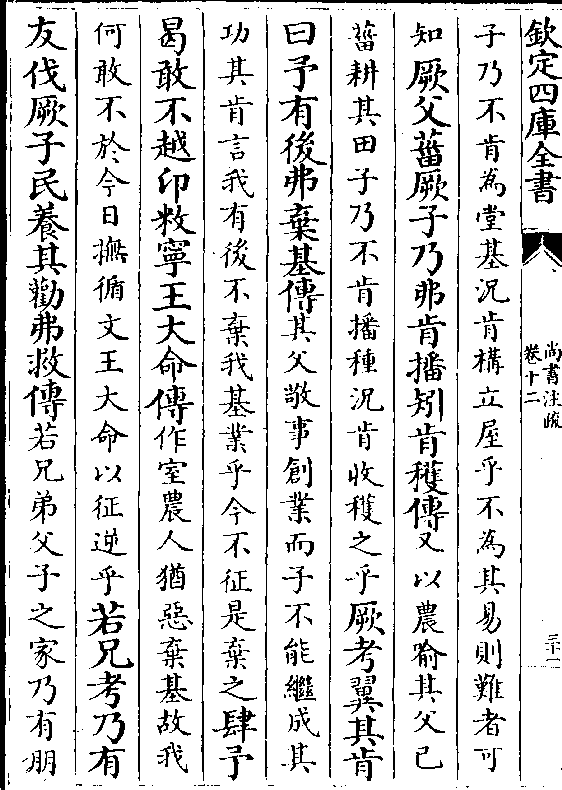 欽定四庫全書
尚書注疏
卷十二
子乃不肯為堂基況肯構立屋乎不為其易則難者可
知厥父菑厥子乃弗肯播矧肯穫傳又以農喻其父已
菑耕其田子乃不肯播種況肯收穫之乎厥考翼其肯
曰予有後弗棄基傳其父敬事創業而子不能繼成其
功其肯言我有後不棄我基業乎今不征是棄之肆予
曷敢不越卬敉寧王大命傳作室農人猶惡棄基故我
何敢不於今日撫循文王大命以征逆乎若兄考乃有
友伐厥子民養其勸弗救傳若兄弟父子之家乃有朋